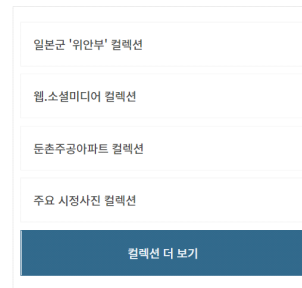 일본군 '위안부' 컬렉션
웹.소셜미디어 컬렉션
둔촌주공아파트 컬렉션
주요 시정사진 컬렉션
컬렉션 더 보기